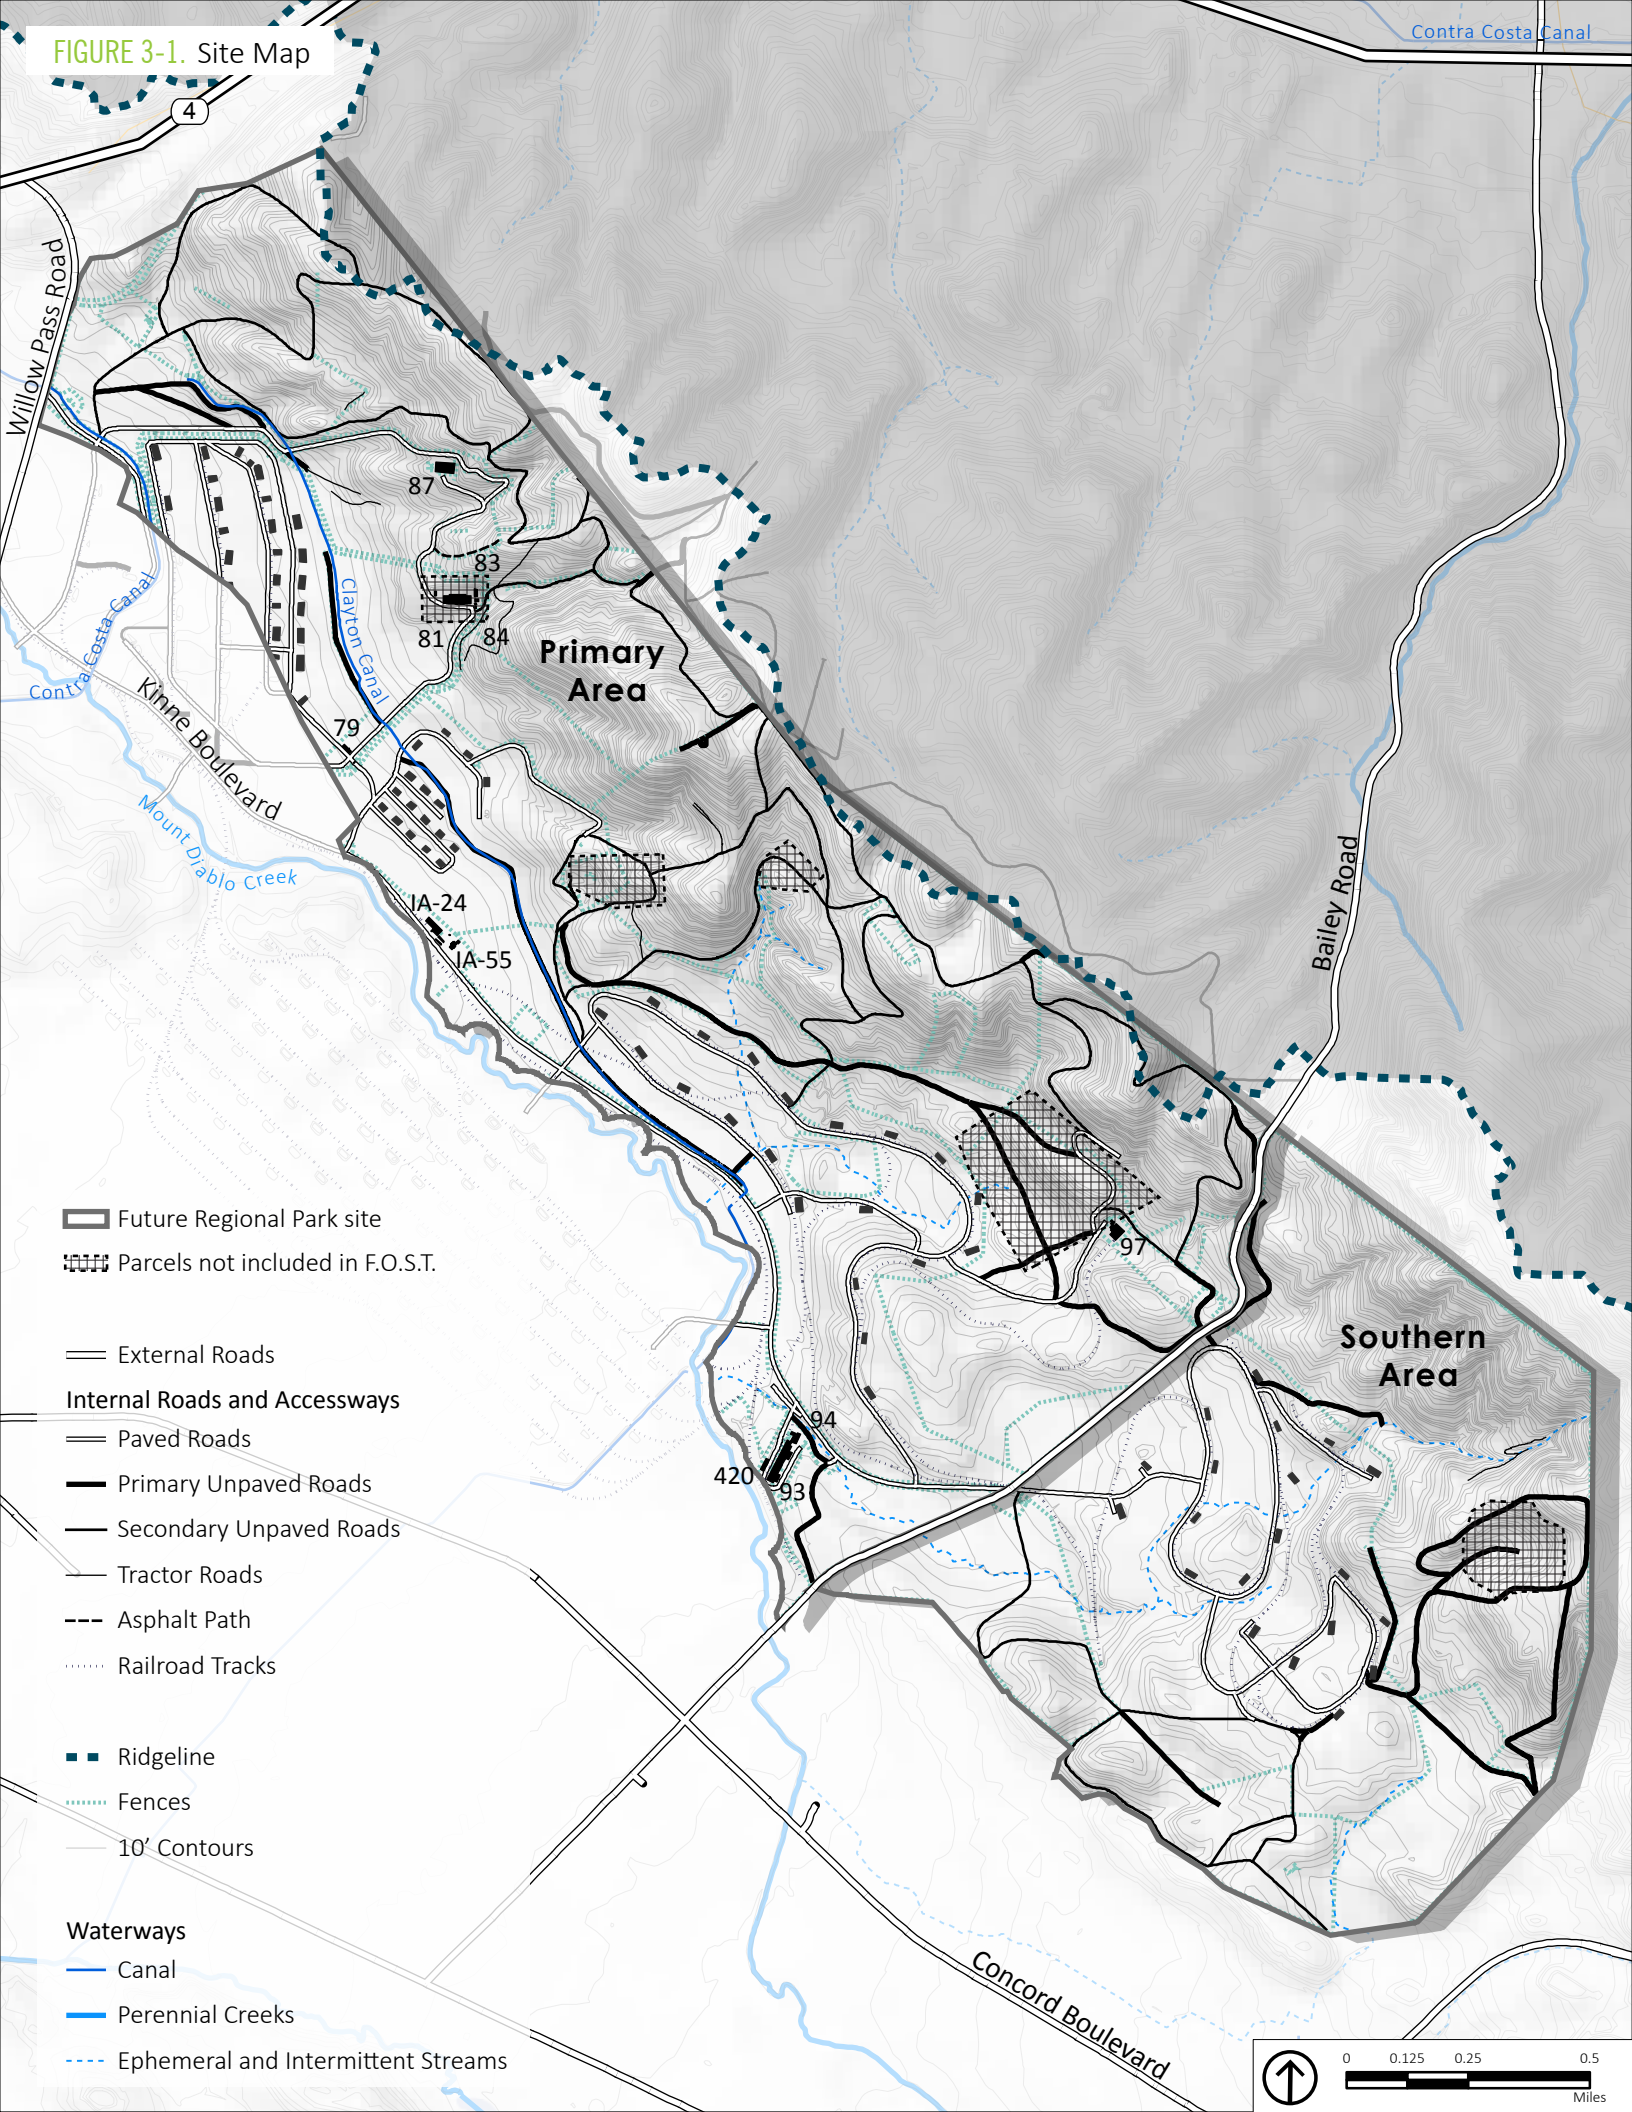 FIGURE 3-1. Site Map
Contra Costa Canal
4
Willow Pass Road
87
83
81
84
Clayton Canal
Contra Costa Canal
Primary
Area
Kinne Boulevard
79
Mount Diablo Creek
IA-24
IA-55
Bailey Road
97
Southern
Area
94
420
93
Future Regional Park site
Parcels not included in F.O.S.T.
External Roads
Internal Roads and Accessways
Paved Roads
Primary Unpaved Roads
Secondary Unpaved Roads
Tractor Roads
Asphalt Path
Railroad Tracks
Ridgeline
Fences
10’ Contours
Waterways
Canal
Perennial Creeks
Ephemeral and Intermittent Streams
Concord Boulevard
0 0.125 0.25 0.5
Miles